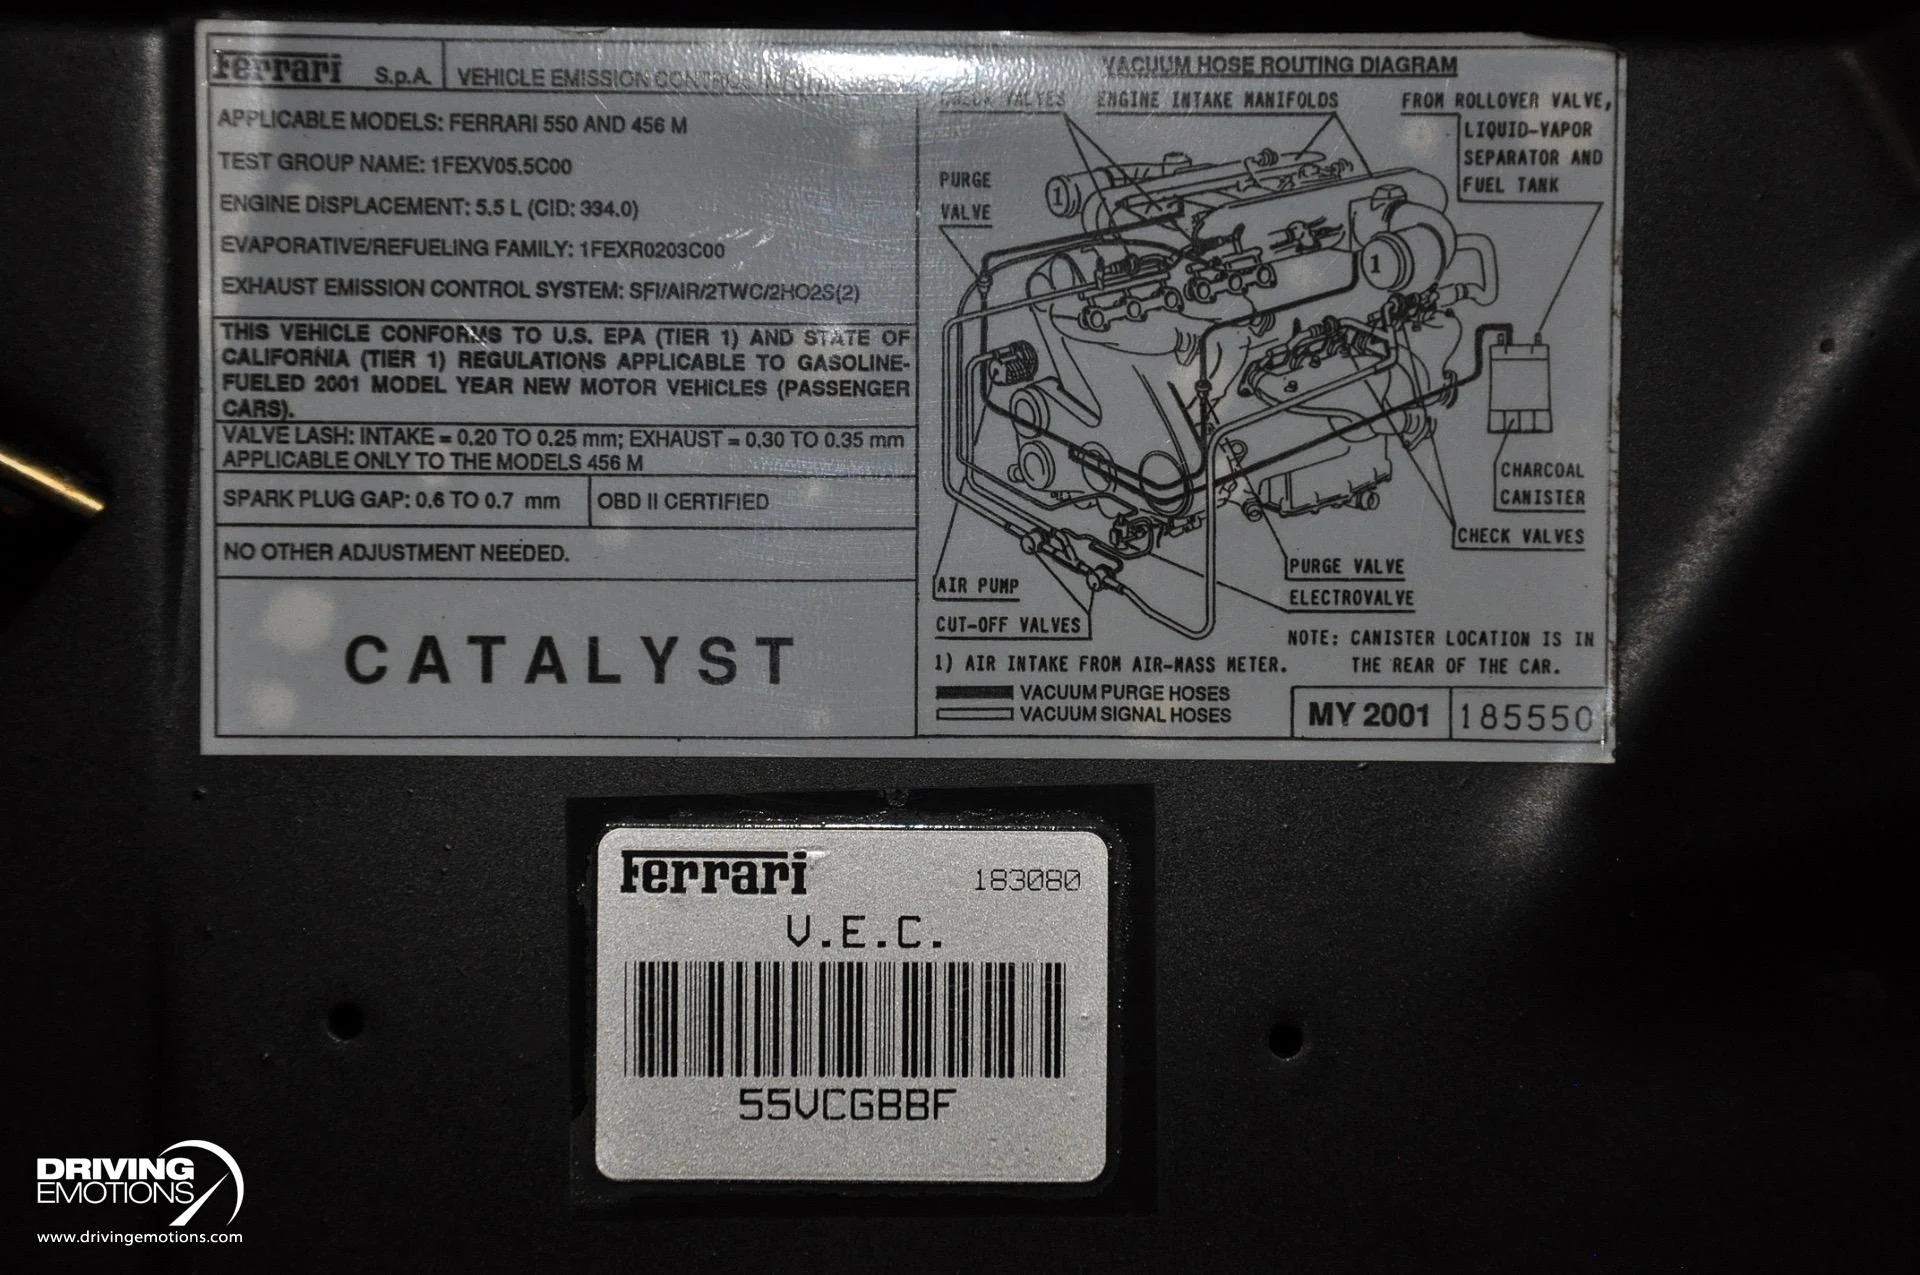 Ferrari S.p.A. VEHICLE EMISSION
APPLICABLE MODELS: FERRARI 550 AND 456 M
TEST GROUP NAME: 1FEXV05.5C00
ENGINE DISPLACEMENT: 5.5 L (CID: 334.0)
EVAPORATIVE/REFUELING FAMILY: 1FEXR0203C00
EXHAUST EMISSION CONTROL SYSTEM: SFI/AIR/2TWC/2HO2S(2)
THIS VEHICLE CONFORMS TO U.S. EPA (TIER 1) AND STATE OF
CALIFORNIA (TIER 1) REGULATIONS APPLICABLE TO GASOLINE-
FUELED 2001 MODEL YEAR NEW MOTOR VEHICLES (PASSENGER
CARS).
VALVE LASH: INTAKE = 0.20 TO 0.25 mm; EXHAUST = 0.30 TO 0.35 mm
APPLICABLE ONLY TO THE MODELS 456 M
SPARK PLUG GAP: 0.6 TO 0.7 mm
OBD II CERTIFIED
NO OTHER ADJUSTMENT NEEDED.
CATALYST
VACUUM HOSE ROUTING DIAGRAM
CHECK VALVES
ENGINE INTAKE MANIFOLDS
FROM ROLLOVER VALVE,
LIQUID-VAPOR
SEPARATOR AND
FUEL TANK
PURGE
VALVE
1
1
CHARCOAL
CANISTER
CHECK VALVES
PURGE VALVE
ELECTROVALVE
AIR PUMP
CUT-OFF VALVES
NOTE: CANISTER LOCATION IS IN
THE REAR OF THE CAR.
1) AIR INTAKE FROM AIR-MASS METER.
VACUUM PURGE HOSES
VACUUM SIGNAL HOSES
MY 2001
185550
Ferrari 183080
V.E.C.
55VCGBBF
DRIVING
EMOTIONS
www.drivingemotions.com